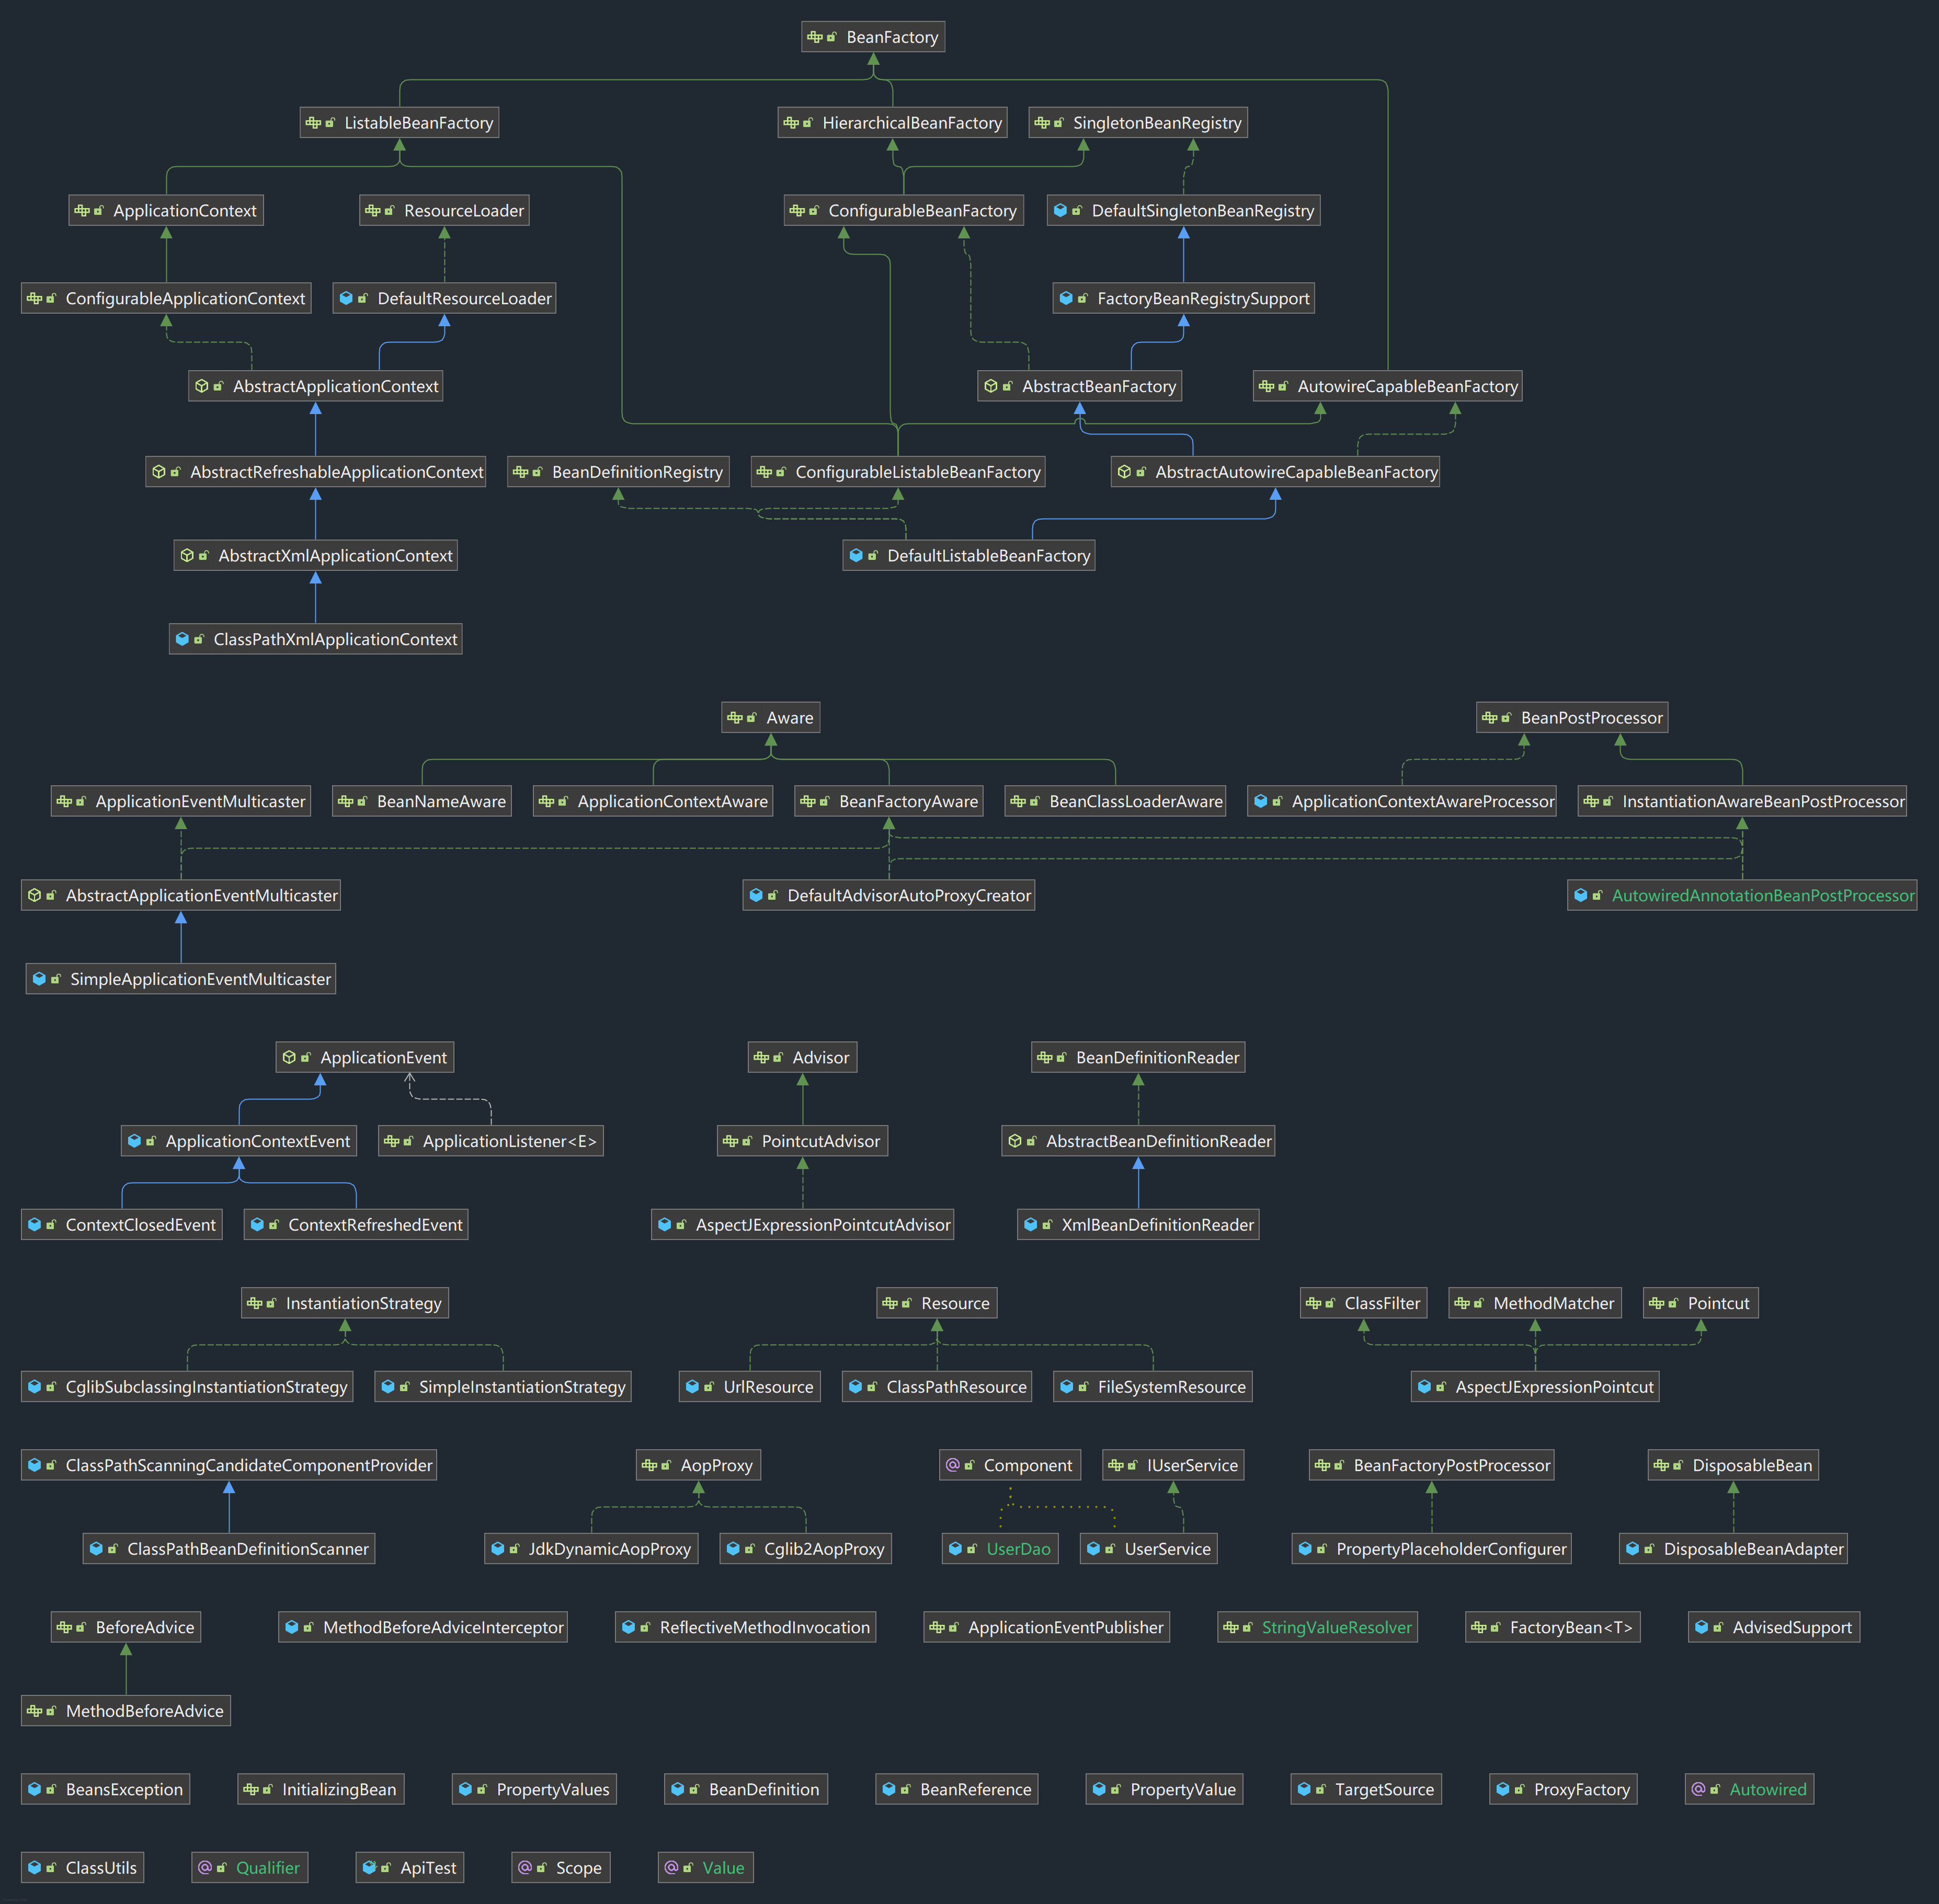 BeanFactory
ListableBeanFactory
HierarchicalBeanFactory
SingletonBeanRegistry
ApplicationContext
ResourceLoader
ConfigurableBeanFactory
DefaultSingletonBeanRegistry
ConfigurableApplicationContext
DefaultResourceLoader
FactoryBeanRegistrySupport
AbstractApplicationContext
AbstractBeanFactory
AutowireCapableBeanFactory
AbstractRefreshableApplicationContext
BeanDefinitionRegistry
ConfigurableListableBeanFactory
AbstractAutowireCapableBeanFactory
AbstractXmlApplicationContext
DefaultListableBeanFactory
ClassPathXmlApplicationContext
Aware
BeanPostProcessor
ApplicationEventMulticaster
BeanNameAware
ApplicationContextAware
BeanFactoryAware
BeanClassLoaderAware
ApplicationContextAwareProcessor
InstantiationAwareBeanPostProcessor
AbstractApplicationEventMulticaster
DefaultAdvisorAutoProxyCreator
AutowiredAnnotationBeanPostProcessor
SimpleApplicationEventMulticaster
ApplicationEvent
Advisor
BeanDefinitionReader
ApplicationContextEvent
ApplicationListener<E>
PointcutAdvisor
AbstractBeanDefinitionReader
ContextClosedEvent
ContextRefreshedEvent
AspectJExpressionPointcutAdvisor
XmlBeanDefinitionReader
InstantiationStrategy
Resource
ClassFilter
MethodMatcher
Pointcut
CglibSubclassingInstantiationStrategy
SimpleInstantiationStrategy
UrlResource
ClassPathResource
FileSystemResource
AspectJExpressionPointcut
ClassPathScanningCandidateComponentProvider
AopProxy
Component
IUserService
BeanFactoryPostProcessor
DisposableBean
ClassPathBeanDefinitionScanner
JdkDynamicAopProxy
Cglib2AopProxy
UserDao
UserService
PropertyPlaceholderConfigurer
DisposableBeanAdapter
BeforeAdvice
MethodBeforeAdviceInterceptor
ReflectiveMethodInvocation
ApplicationEventPublisher
StringValueResolver
FactoryBean<T>
AdvisedSupport
MethodBeforeAdvice
BeansException
InitializingBean
PropertyValues
BeanDefinition
BeanReference
PropertyValue
TargetSource
ProxyFactory
Autowired
ClassUtils
Qualifier
ApiTest
Scope
Value